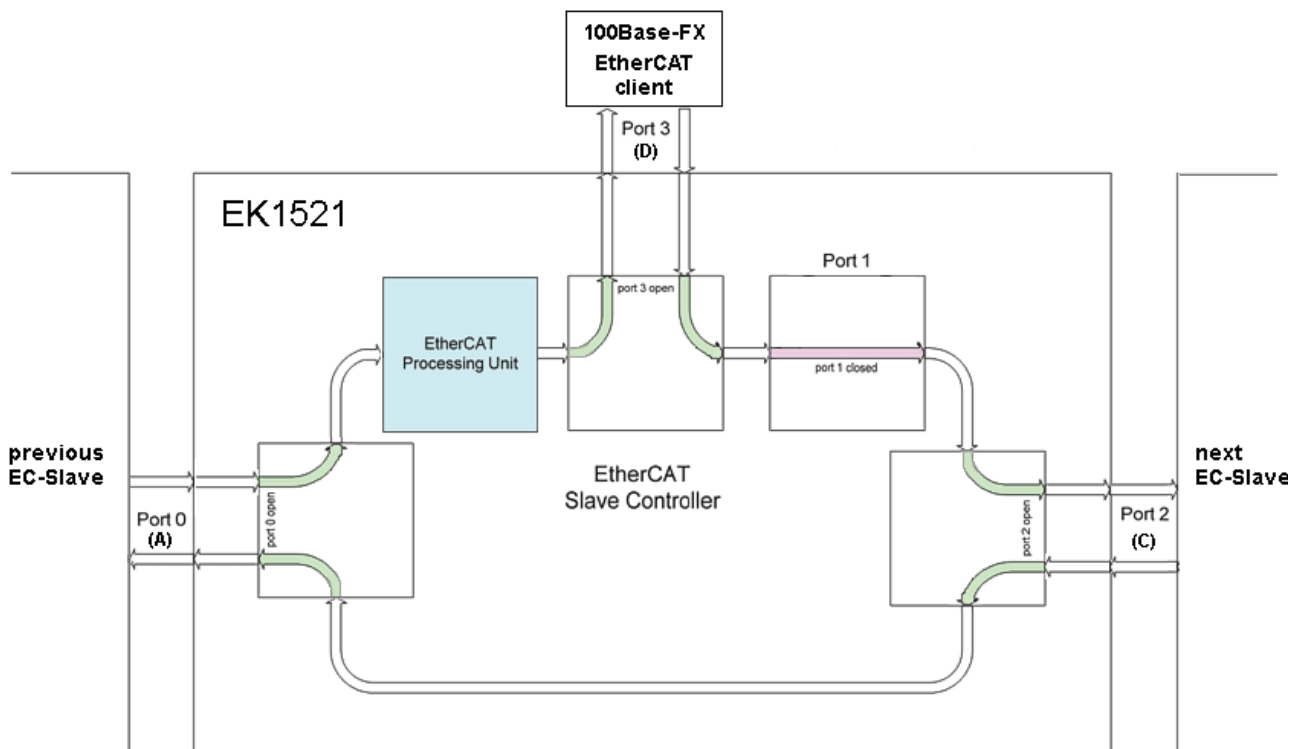 100Base-FX
EtherCAT
client
Port 3
(D)
EK1521
Port 1
port 3 open
EtherCAT
Processing Unit
port 1 closed
previous
EC-Slave
next
EC-Slave
EtherCAT
Slave Controller
port 0 open
port 2 open
Port 0
(A)
Port 2
(C)